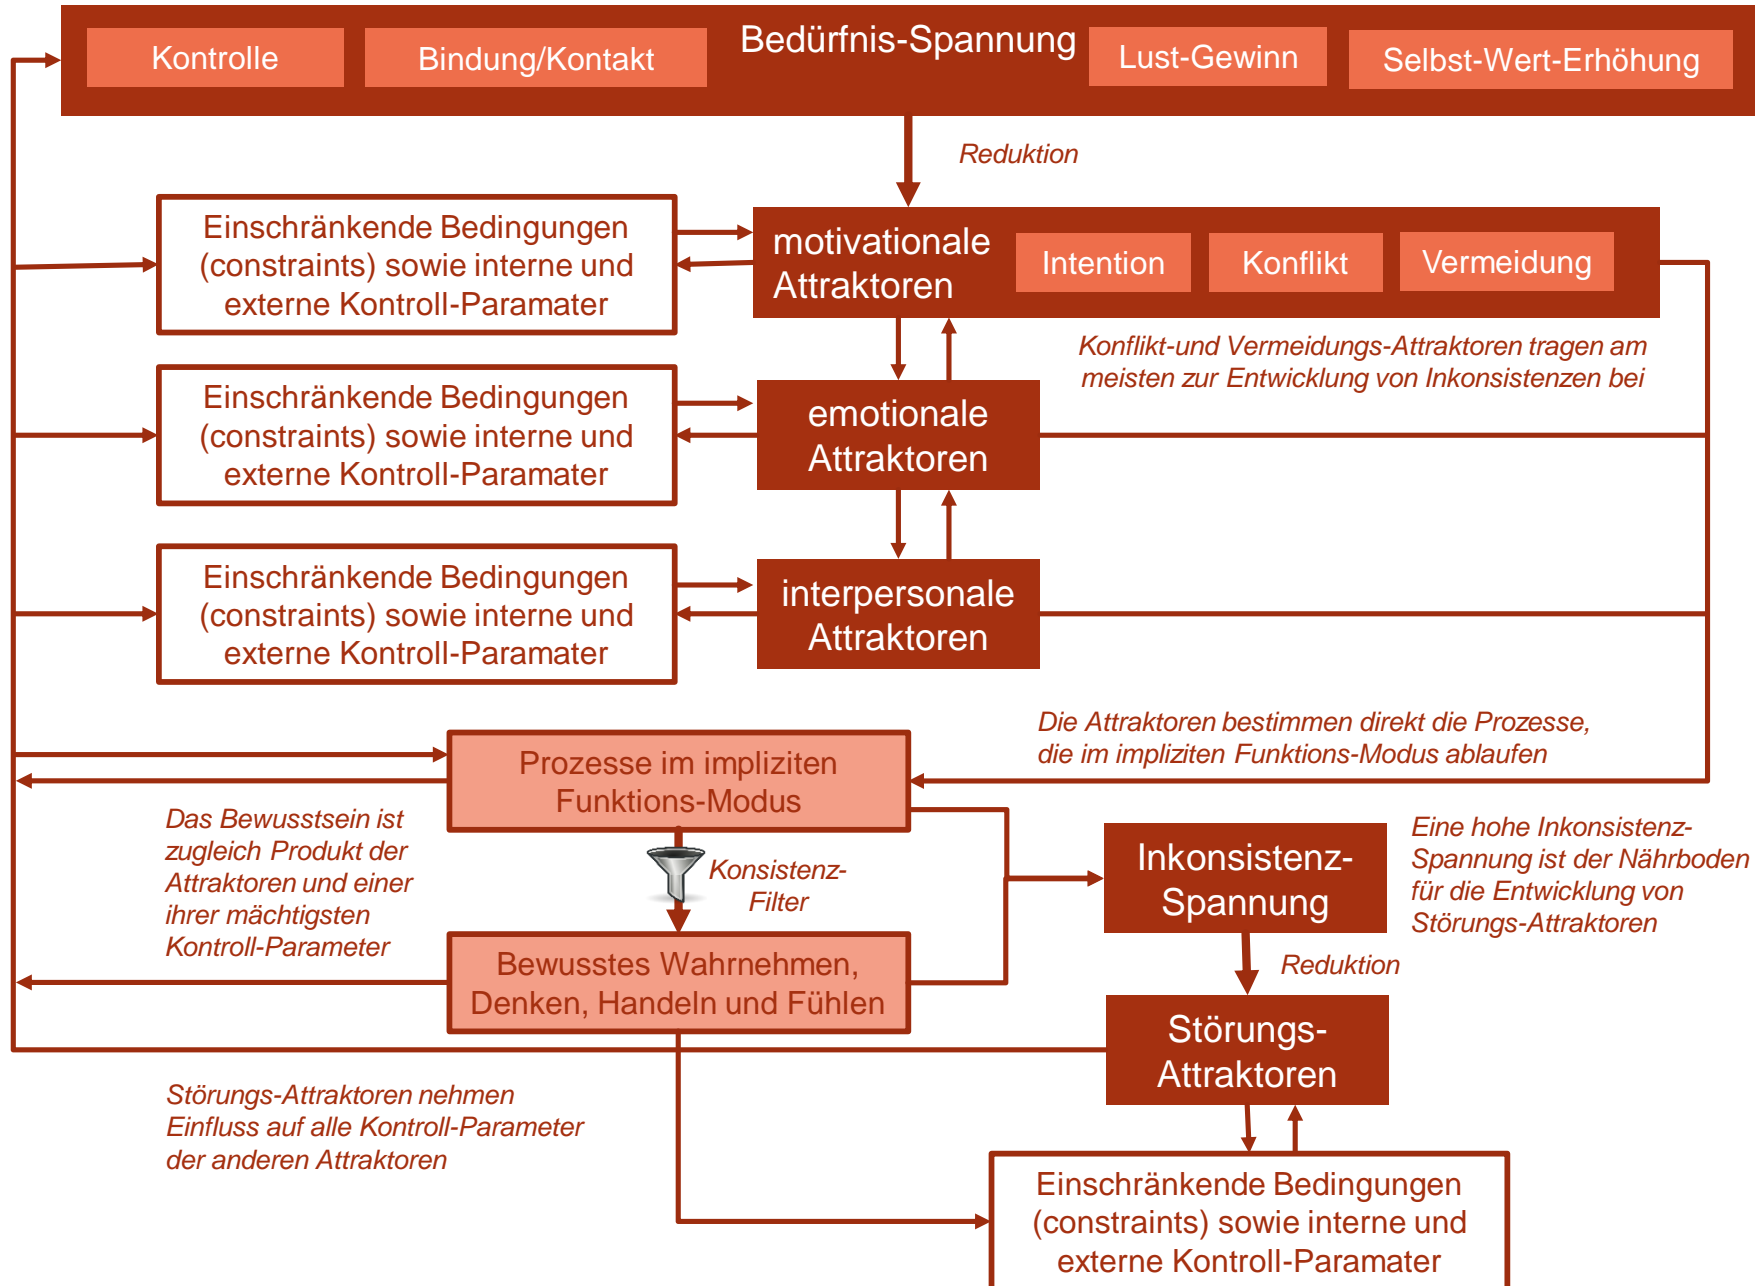 Bedürfnis-Spannung
Kontrolle
Bindung/Kontakt
Lust-Gewinn
Selbst-Wert-Erhöhung
Reduktion
Einschränkende Bedingungen
(constraints) sowie interne und
externe Kontroll-Paramater
motivationale
Attraktoren
Intention
Konflikt
Vermeidung
Konflikt-und Vermeidungs-Attraktoren tragen am
meisten zur Entwicklung von Inkonsistenzen bei
Einschränkende Bedingungen
(constraints) sowie interne und
externe Kontroll-Paramater
emotionale
Attraktoren
Einschränkende Bedingungen
(constraints) sowie interne und
externe Kontroll-Paramater
interpersonale
Attraktoren
Die Attraktoren bestimmen direkt die Prozesse,
die im impliziten Funktions-Modus ablaufen
Prozesse im impliziten
Funktions-Modus
Das Bewusstsein ist
zugleich Produkt der
Attraktoren und einer
ihrer mächtigsten
Kontroll-Parameter
Konsistenz-
Filter
Inkonsistenz-
Spannung
Eine hohe Inkonsistenz-
Spannung ist der Nährboden
für die Entwicklung von
Störungs-Attraktoren
Bewusstes Wahrnehmen,
Denken, Handeln und Fühlen
Reduktion
Störungs-
Attraktoren
Störungs-Attraktoren nehmen
Einfluss auf alle Kontroll-Parameter
der anderen Attraktoren
Einschränkende Bedingungen
(constraints) sowie interne und
externe Kontroll-Paramater